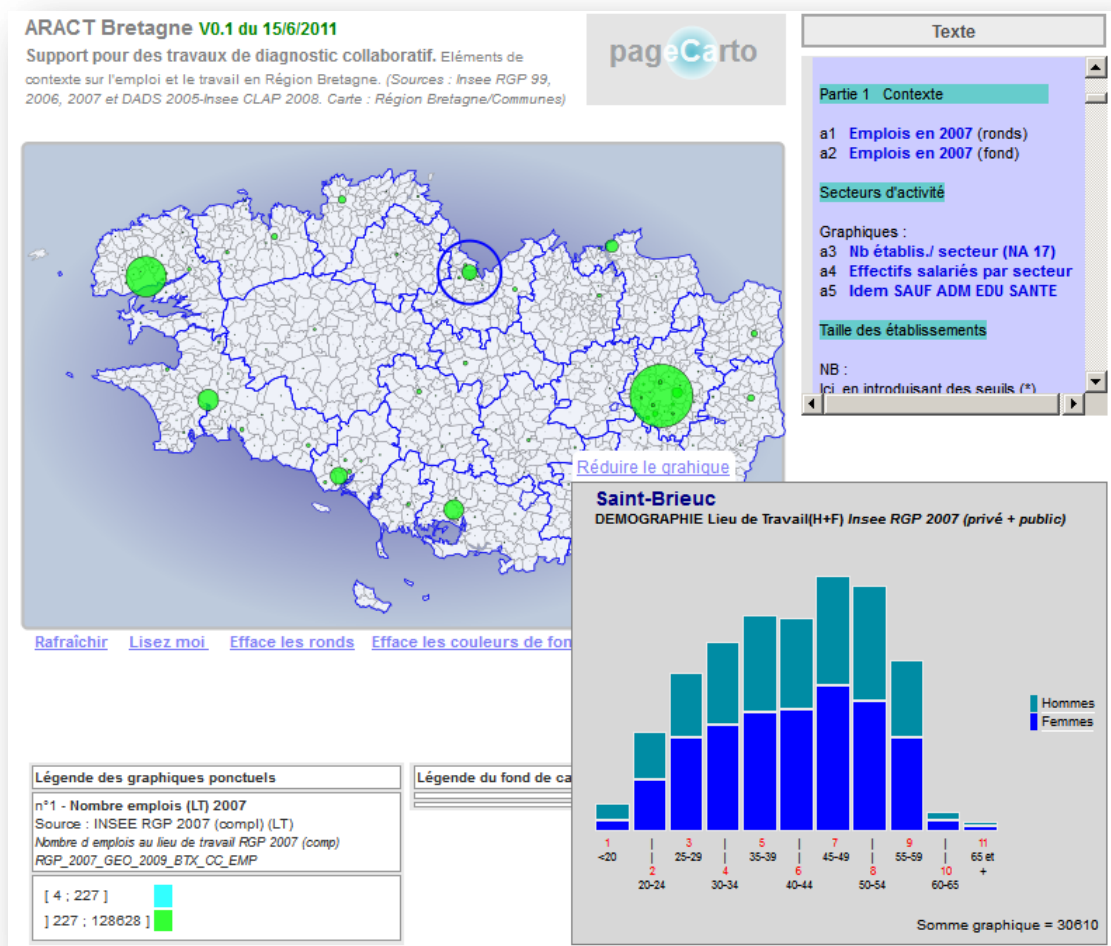 ARACT Bretagne V0.1 du 15/6/2011
Support pour des travaux de diagnostic collaboratif. Eléments de
contexte sur l'emploi et le travail en Région Bretagne. (Sources : Insee RGP 99,
2006, 2007 et DADS 2005-Insee CLAP 2008. Carte : Région Bretagne/Communes)
pageCarto
Texte
Partie 1 Contexte
a1 Emplois en 2007 (ronds)
a2 Emplois en 2007 (fond)
Secteurs d'activité
Graphiques :
a3 Nb établis./ secteur (NA 17)
a4 Effectifs salariés par secteur
a5 Idem SAUF ADM EDU SANTE
Taille des établissements
NB :
Ici, en introduisant des seuils (*)
Réduire le grahique
Rafraîchir Lisez moi Efface les ronds Efface les couleurs de fon
Saint-Brieuc
DEMOGRAPHIE Lieu de Travail(H+F) Insee RGP 2007 (privé + public)
Hommes
Femmes
1 | 3 | 5 | 7 | 9 | 11
<20 | 25-29 | 35-39 | 45-49 | 55-59 | 65 et
2 4 6 8 10 +
20-24 30-34 40-44 50-54 60-65
Somme graphique = 30610
Légende des graphiques ponctuels
n°1 - Nombre emplois (LT) 2007
Source : INSEE RGP 2007 (compl) (LT)
Nombre d emplois au lieu de travail RGP 2007 (comp)
RGP_2007_GEO_2009_BTX_CC_EMP
[ 4 ; 227 ]
] 227 ; 128628 ]
Légende du fond de ca